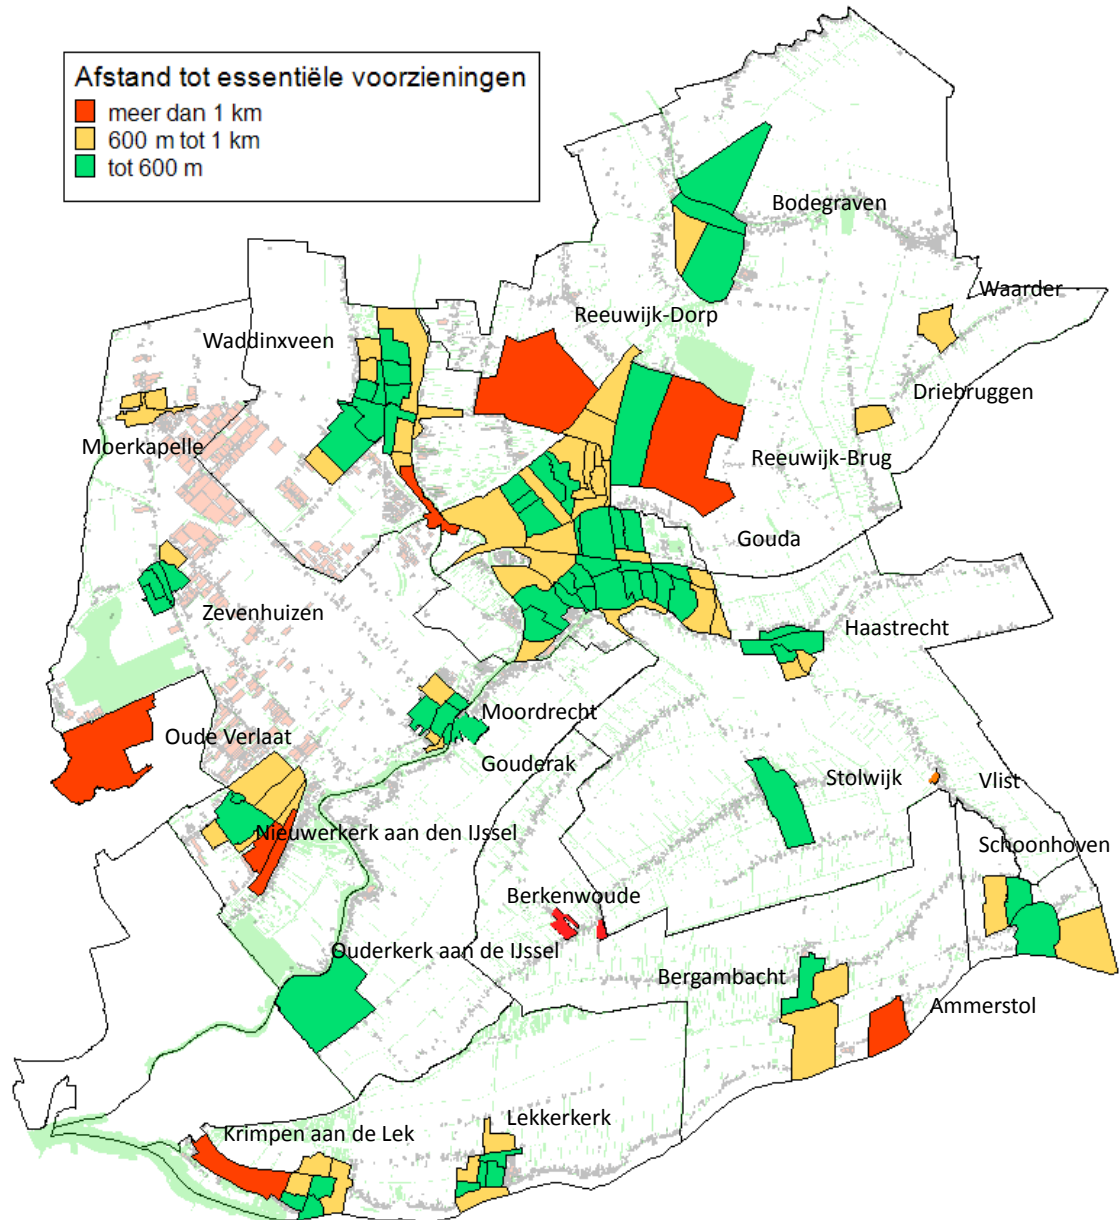 Afstand tot essentiële voorzieningen
meer dan 1 km
600 m tot 1 km
tot 600 m
Bodegraven
Waarder
Reeuwijk-Dorp
Waddinxveen
Driebruggen
Moerkapelle
Reeuwijk-Brug
Gouda
Zevenhuizen
Haastrecht
Moordrecht
Oude Verlaat
Gouderak
Stolwijk
Vlist
Nieuwerkerk aan den IJssel
Schoonhoven
Berkenwoude
Ouderkerk aan de IJssel
Bergambacht
Ammerstol
Lekkerkerk
Krimpen aan de Lek